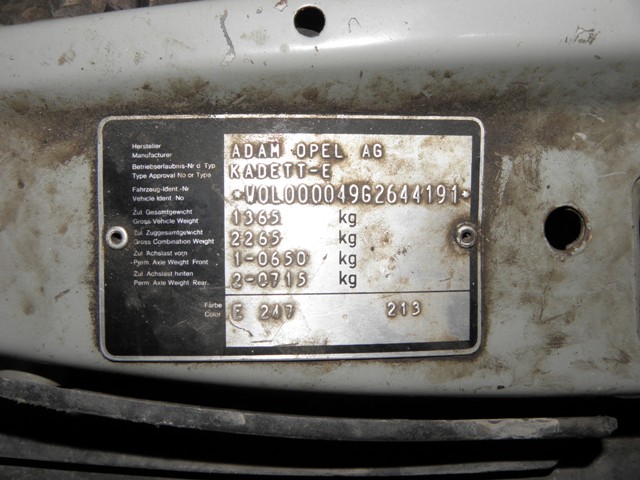 Hersteller
Manufacturer
ADAM OPEL AG
Betriebserlaubnis-Nr d Typ
Type Approval No or Type
KADETT-E
Fahrzeug-Ident.-Nr
Vehicle Ident. No
*WOL000049G2644191*
Zul. Gesamtgewicht
Gross Vehicle Weight
1365 kg
Zul. Zuggesamtgewicht
Gross Combination Weight
2265 kg
Zul. Achslast vorn
Perm. Axle Weight Front
1-0650 kg
Zul. Achslast hinten
Perm. Axle Weight Rear.
2-0715 kg
Farbe
Color
E 247 213